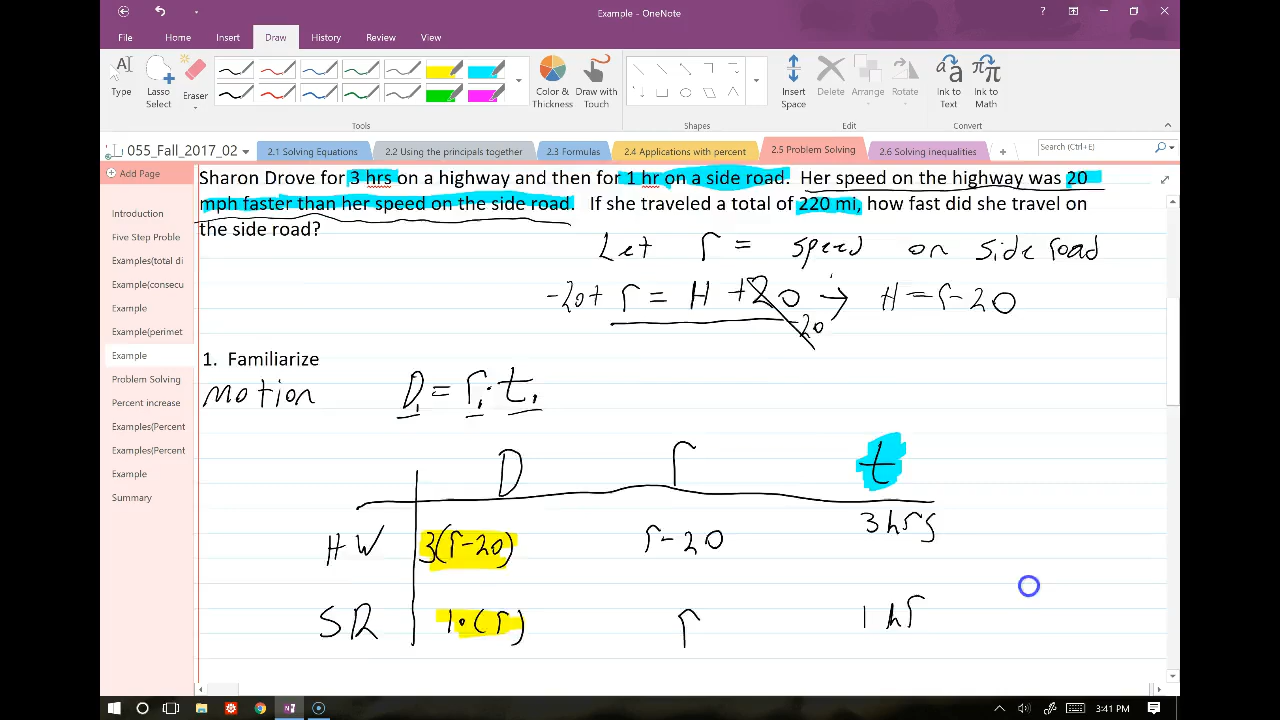 Example - OneNote
File Home Insert Draw History Review View
Type Lasso Select Eraser Color & Thickness Draw with Touch Insert Space Delete Arrange Rotate Ink to Text Ink to Math
Tools Shapes Edit Convert
055_Fall_2017_02 2.1 Solving Equations 2.2 Using the principals together 2.3 Formulas 2.4 Applications with percent 2.5 Problem Solving 2.6 Solving inequalities Search (Ctrl+E)
Add Page
Introduction
Five Step Proble
Examples(total di
Examples(consecu
Example
Example(perimet
Example
Problem Solving
Percent increase
Examples(Percent
Examples(Percent
Example
Summary
Sharon Drove for 3 hrs on a highway and then for 1 hr on a side road. Her speed on the highway was 20
mph faster than her speed on the side road. If she traveled a total of 220 mi, how fast did she travel on
the side road?
Let r = speed on side road
-20+ r = H +20 → H = r-20
-20
1. Familiarize
motion D₁ = r₁ · t₁
D r t
HW 3(r-20) r-20 3 hrs
SR 1·(r) r 1 hr
3:41 PM